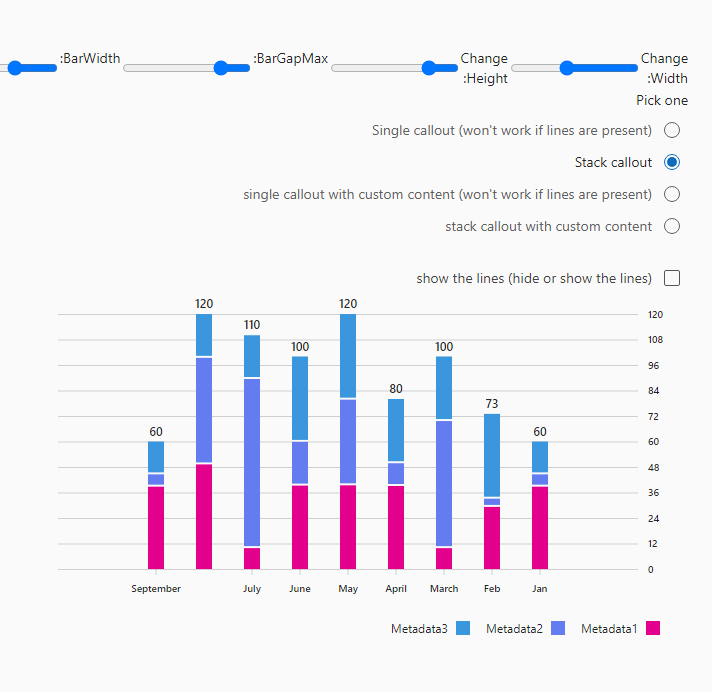 :BarWidth
:BarGapMax
Change
:Height
Change
:Width
Pick one
Single callout (won't work if lines are present)
Stack callout
single callout with custom content (won't work if lines are present)
stack callout with custom content
show the lines (hide or show the lines)
60
120
110
100
120
80
100
73
60
120
108
96
84
72
60
48
36
24
12
0
September
July
June
May
April
March
Feb
Jan
Metadata3
Metadata2
Metadata1